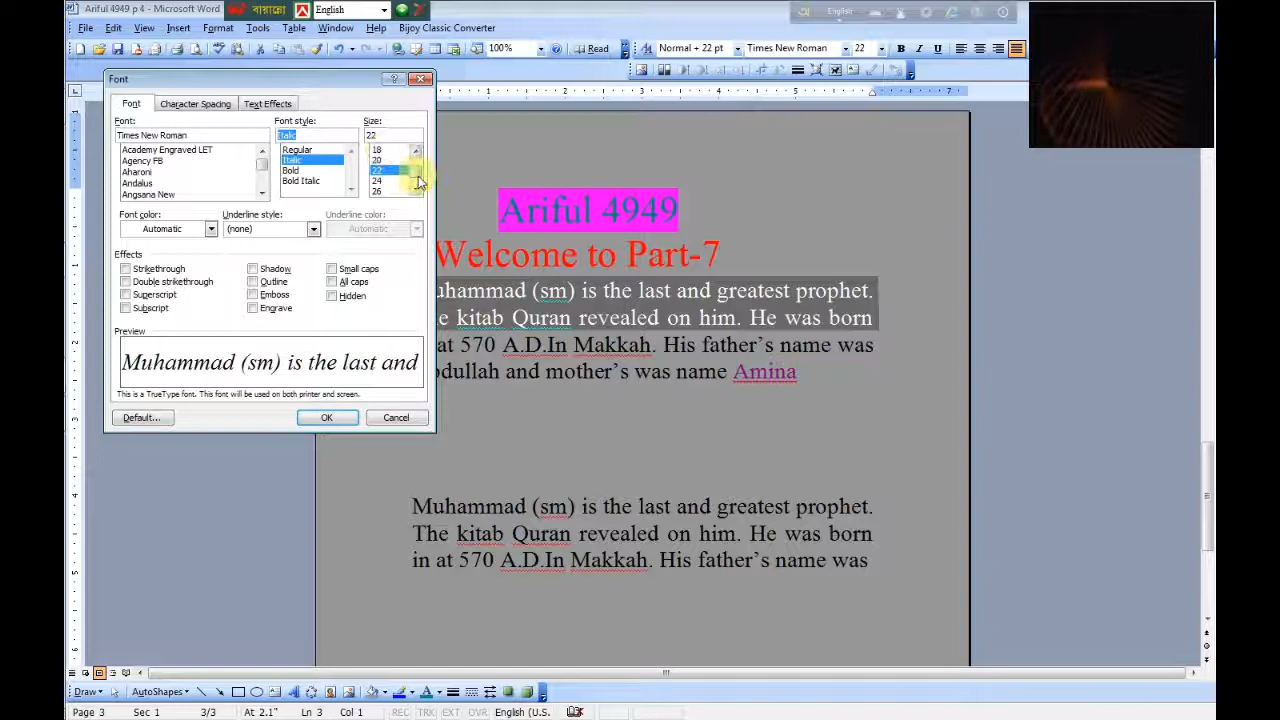 Ariful 4949 p 4 - Microsoft Word
বায়ান্নো
English
English
File Edit View Insert Format Tools Table Window Help Bijoy Classic Converter
100%
Read
Normal + 22 pt
Times New Roman
22
B I U
1 2 3 4 5 6 7
Font
Font Character Spacing Text Effects
Font: Font style: Size:
Times New Roman Italic 22
Academy Engraved LET Regular 18
Agency FB Italic 20
Aharoni Bold 22
Andalus Bold Italic 24
Angsana New 26
Font color: Underline style: Underline color:
Automatic (none) Automatic
Effects
Strikethrough Shadow Small caps
Double strikethrough Outline All caps
Superscript Emboss Hidden
Subscript Engrave
Preview
Muhammad (sm) is the last and
This is a TrueType font. This font will be used on both printer and screen.
Default... OK Cancel
Ariful 4949
Welcome to Part-7
uhammad (sm) is the last and greatest prophet.
e kitab Quran revealed on him. He was born
at 570 A.D.In Makkah. His father’s name was
dullah and mother’s was name Amina
Muhammad (sm) is the last and greatest prophet.
The kitab Quran revealed on him. He was born
in at 570 A.D.In Makkah. His father’s name was
Draw AutoShapes
Page 3 Sec 1 3/3 At 2.1" Ln 3 Col 1 REC TRK EXT OVR English (U.S.